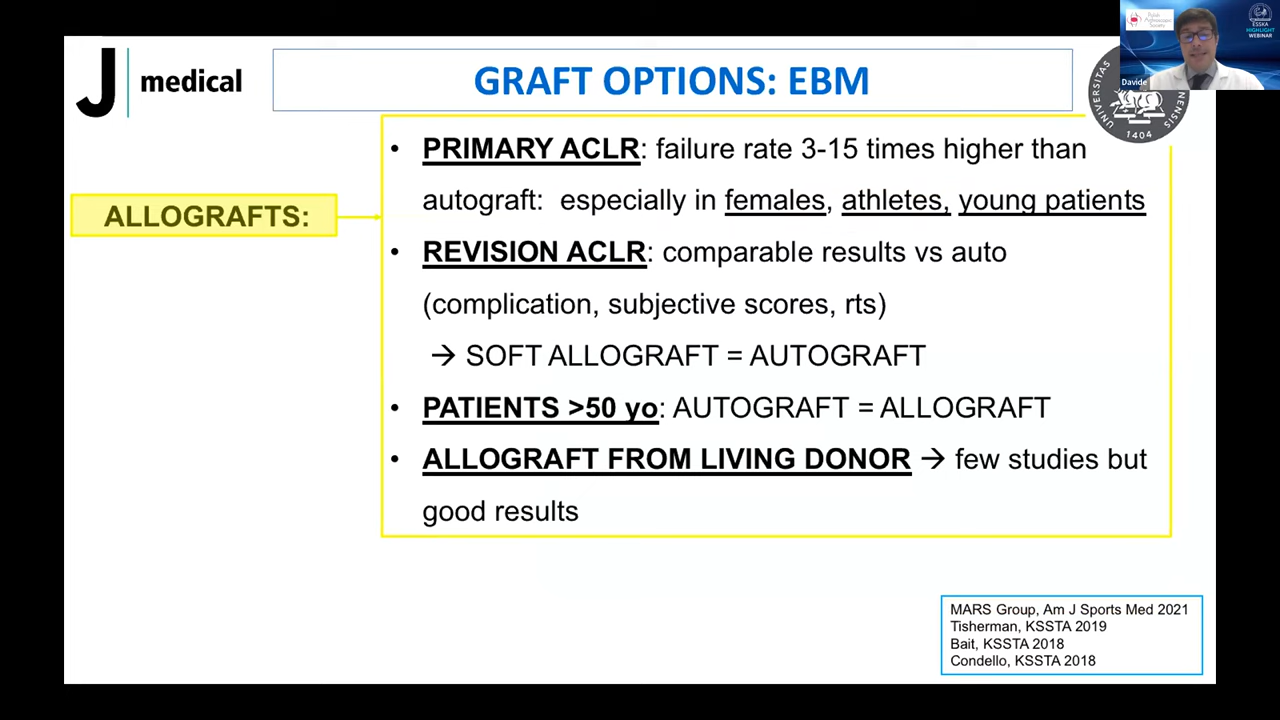 J medical
GRAFT OPTIONS: EBM
Davide
ESSKA
HIGHLIGHT
WEBINAR
UNIVERSITAS
1404
ALLOGRAFTS:
• PRIMARY ACLR: failure rate 3-15 times higher than
autograft: especially in females, athletes, young patients
• REVISION ACLR: comparable results vs auto
(complication, subjective scores, rts)
→ SOFT ALLOGRAFT = AUTOGRAFT
• PATIENTS >50 yo: AUTOGRAFT = ALLOGRAFT
• ALLOGRAFT FROM LIVING DONOR → few studies but
good results
MARS Group, Am J Sports Med 2021
Tisherman, KSSTA 2019
Bait, KSSTA 2018
Condello, KSSTA 2018